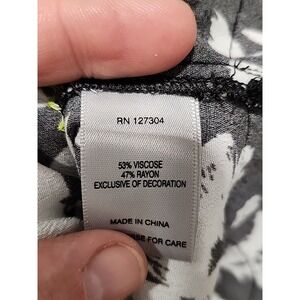 RN 127304
53% VISCOSE
47% RAYON
EXCLUSIVE OF DECORATION
MADE IN CHINA
FOR CARE